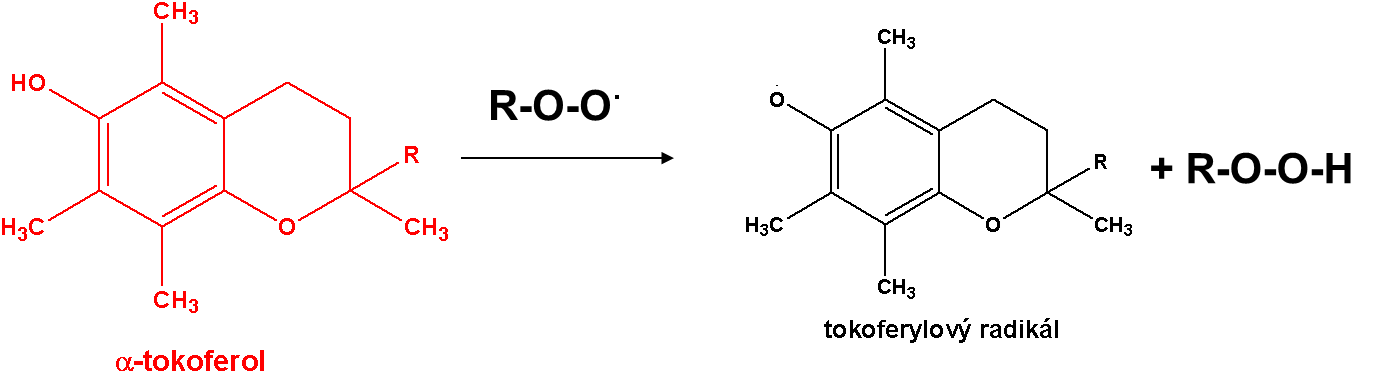 CH₃
HO
R
H₃C
O
CH₃
CH₃
α-tokoferol
R-O-O·
CH₃
O·
R
H₃C
O
CH₃
CH₃
tokoferylový radikál
+ R-O-O-H